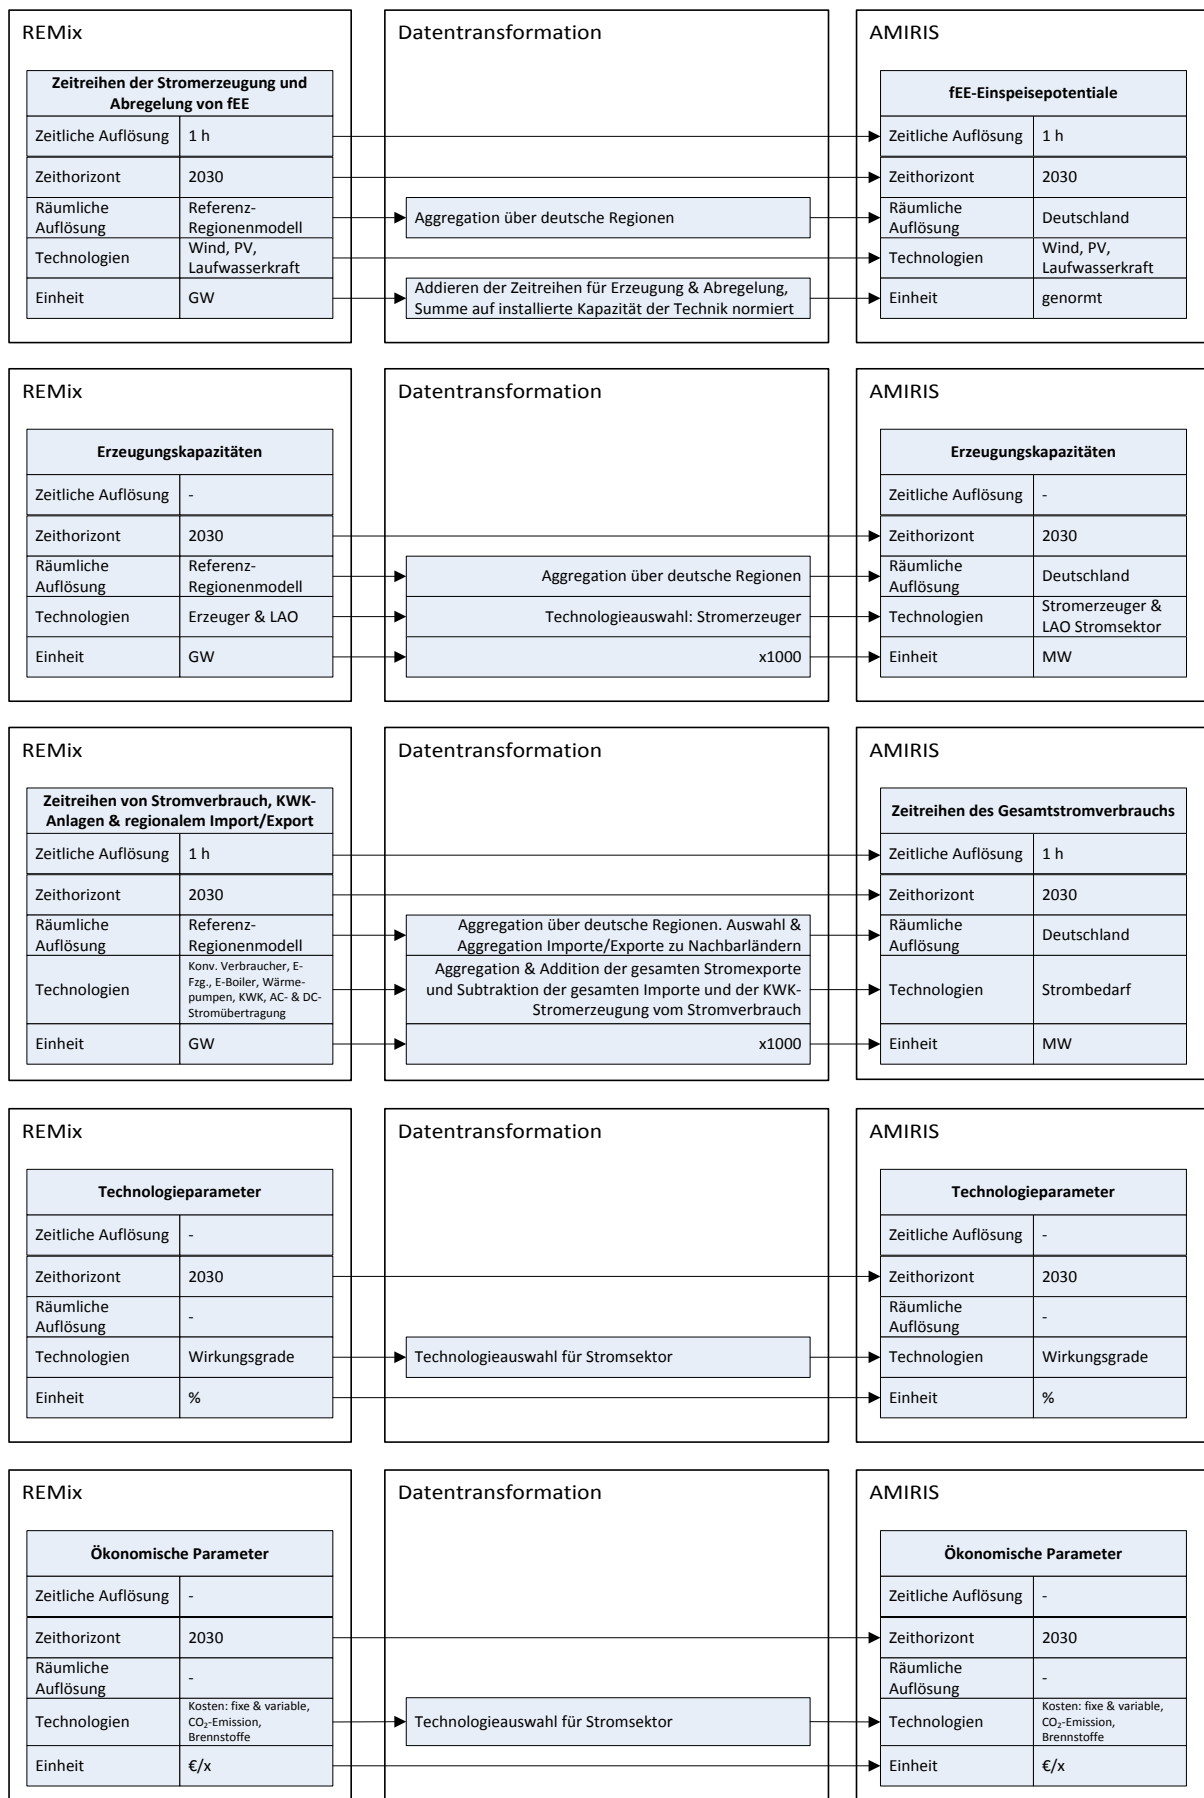 REMix
Datentransformation
AMIRIS
Zeitreihen der Stromerzeugung und
Abregelung von fEE
fEE-Einspeisepotentiale
Zeitliche Auflösung
1 h
Zeitliche Auflösung
1 h
Zeithorizont
2030
Zeithorizont
2030
Räumliche
Auflösung
Referenz-
Regionenmodell
Aggregation über deutsche Regionen
Räumliche
Auflösung
Deutschland
Technologien
Wind, PV,
Laufwasserkraft
Technologien
Wind, PV,
Laufwasserkraft
Einheit
GW
Addieren der Zeitreihen für Erzeugung & Abregelung,
Summe auf installierte Kapazität der Technik normiert
Einheit
genormt
REMix
Datentransformation
AMIRIS
Erzeugungskapazitäten
Erzeugungskapazitäten
Zeitliche Auflösung
-
Zeitliche Auflösung
-
Zeithorizont
2030
Zeithorizont
2030
Räumliche
Auflösung
Referenz-
Regionenmodell
Aggregation über deutsche Regionen
Räumliche
Auflösung
Deutschland
Technologien
Erzeuger & LAO
Technologieauswahl: Stromerzeuger
Technologien
Stromerzeuger &
LAO Stromsektor
Einheit
GW
x1000
Einheit
MW
REMix
Datentransformation
AMIRIS
Zeitreihen von Stromverbrauch, KWK-
Anlagen & regionalem Import/Export
Zeitreihen des Gesamtstromverbrauchs
Zeitliche Auflösung
1 h
Zeitliche Auflösung
1 h
Zeithorizont
2030
Zeithorizont
2030
Räumliche
Auflösung
Referenz-
Regionenmodell
Aggregation über deutsche Regionen. Auswahl &
Aggregation Importe/Exporte zu Nachbarländern
Räumliche
Auflösung
Deutschland
Technologien
Konv. Verbraucher, E-
Fzg., E-Boiler, Wärme-
pumpen, KWK, AC- & DC-
Stromübertragung
Aggregation & Addition der gesamten Stromexporte
und Subtraktion der gesamten Importe und der KWK-
Stromerzeugung vom Stromverbrauch
Technologien
Strombedarf
Einheit
GW
x1000
Einheit
MW
REMix
Datentransformation
AMIRIS
Technologieparameter
Technologieparameter
Zeitliche Auflösung
-
Zeitliche Auflösung
-
Zeithorizont
2030
Zeithorizont
2030
Räumliche
Auflösung
-
Räumliche
Auflösung
-
Technologien
Wirkungsgrade
Technologieauswahl für Stromsektor
Technologien
Wirkungsgrade
Einheit
%
Einheit
%
REMix
Datentransformation
AMIRIS
Ökonomische Parameter
Ökonomische Parameter
Zeitliche Auflösung
-
Zeitliche Auflösung
-
Zeithorizont
2030
Zeithorizont
2030
Räumliche
Auflösung
-
Räumliche
Auflösung
-
Technologien
Kosten: fixe & variable,
CO₂-Emission,
Brennstoffe
Technologieauswahl für Stromsektor
Technologien
Kosten: fixe & variable,
CO₂-Emission,
Brennstoffe
Einheit
€/x
Einheit
€/x